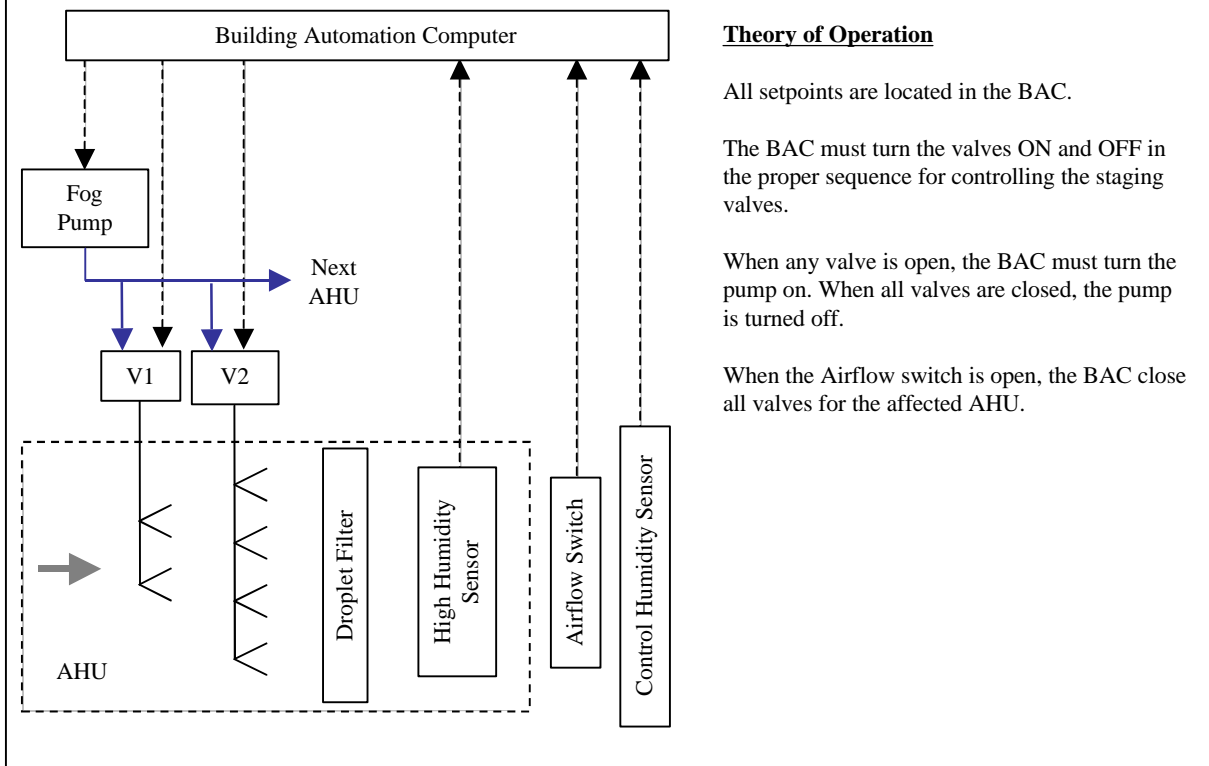 Building Automation Computer
Fog
Pump
Next
AHU
V1
V2
Droplet Filter
High Humidity
Sensor
Airflow Switch
Control Humidity Sensor
AHU
Theory of Operation
All setpoints are located in the BAC.
The BAC must turn the valves ON and OFF in
the proper sequence for controlling the staging
valves.
When any valve is open, the BAC must turn the
pump on. When all valves are closed, the pump
is turned off.
When the Airflow switch is open, the BAC close
all valves for the affected AHU.